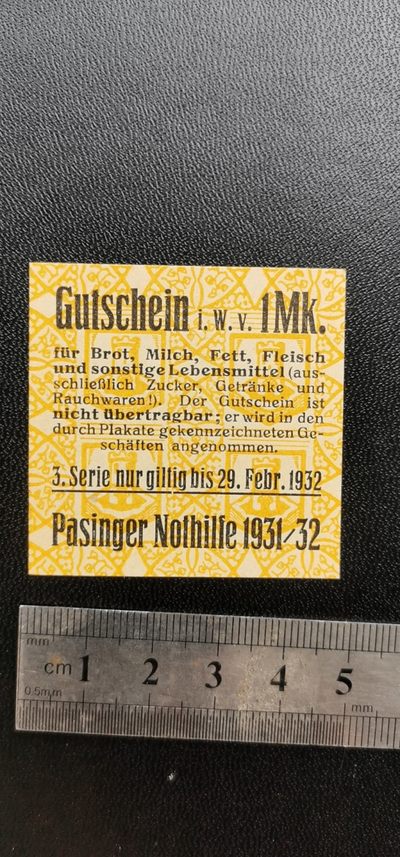 Gutschein i. W. v. 1 Mk.
für Brot, Milch, Fett, Fleisch
und sonstige Lebensmittel (aus-
schließlich Zucker, Getränke und
Rauchwaren!). Der Gutschein ist
nicht übertragbar; er wird in den
durch Plakate gekennzeichneten Ge-
schäften angenommen.
3. Serie nur giltig bis 29. Febr. 1932
Pasinger Nothilfe 1931/32
mm
cm 1 2 3 4 5
0.5mm mm